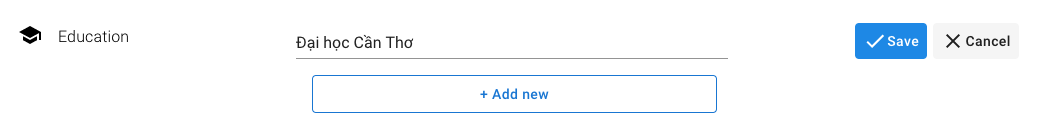 Education
Đại học Cần Thơ
Save
Cancel
+ Add new